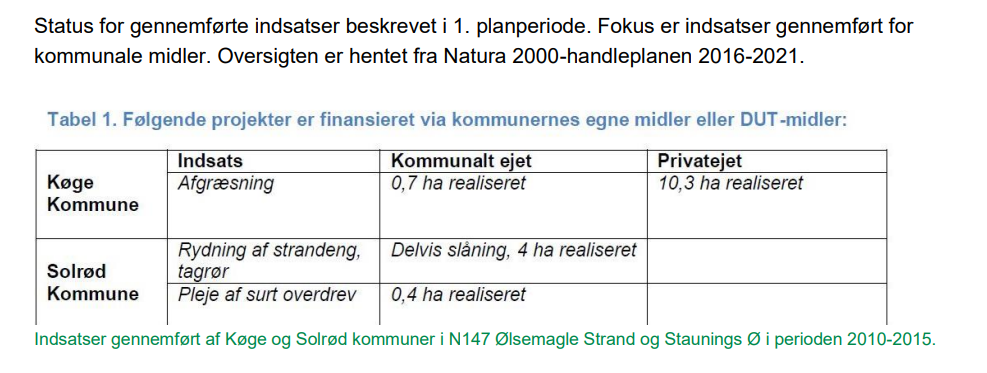 Status for gennemførte indsatser beskrevet i 1. planperiode. Fokus er indsatser gennemført for
kommunale midler. Oversigten er hentet fra Natura 2000-handleplanen 2016-2021.
Tabel 1. Følgende projekter er finansieret via kommunernes egne midler eller DUT-midler:
Indsats Kommunalt ejet Privatejet
Køge Kommune Afgræsning 0,7 ha realiseret 10,3 ha realiseret
Solrød Kommune Rydning af strandeng, tagrør Delvis slåning, 4 ha realiseret
Pleje af surt overdrev 0,4 ha realiseret
Indsatser gennemført af Køge og Solrød kommuner i N147 Ølsemagle Strand og Staunings Ø i perioden 2010-2015.